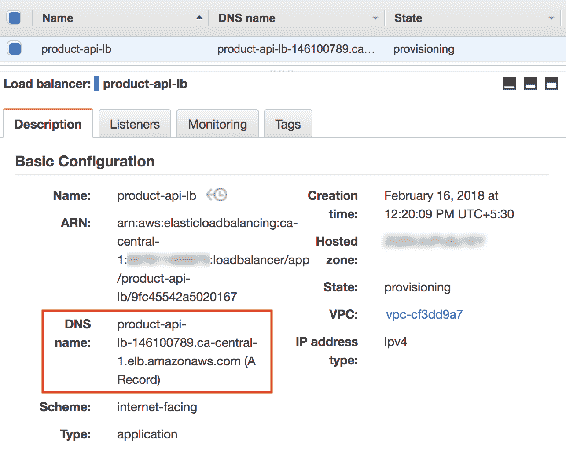 Name DNS name State
product-api-lb product-api-lb-146100789.ca... provisioning
Load balancer: product-api-lb
Description Listeners Monitoring Tags
Basic Configuration
Name: product-api-lb
ARN: arn:aws:elasticloadbalancing:ca-
central-
1: :loadbalancer/app
/product-api-
lb/9fc45542a5020167
DNS name: product-api-
lb-146100789.ca-central-
1.elb.amazonaws.com (A
Record)
Scheme: internet-facing
Type: application
Creation time: February 16, 2018 at
12:20:09 PM UTC+5:30
Hosted zone:
State: provisioning
VPC: vpc-cf3dd9a7
IP address type: ipv4